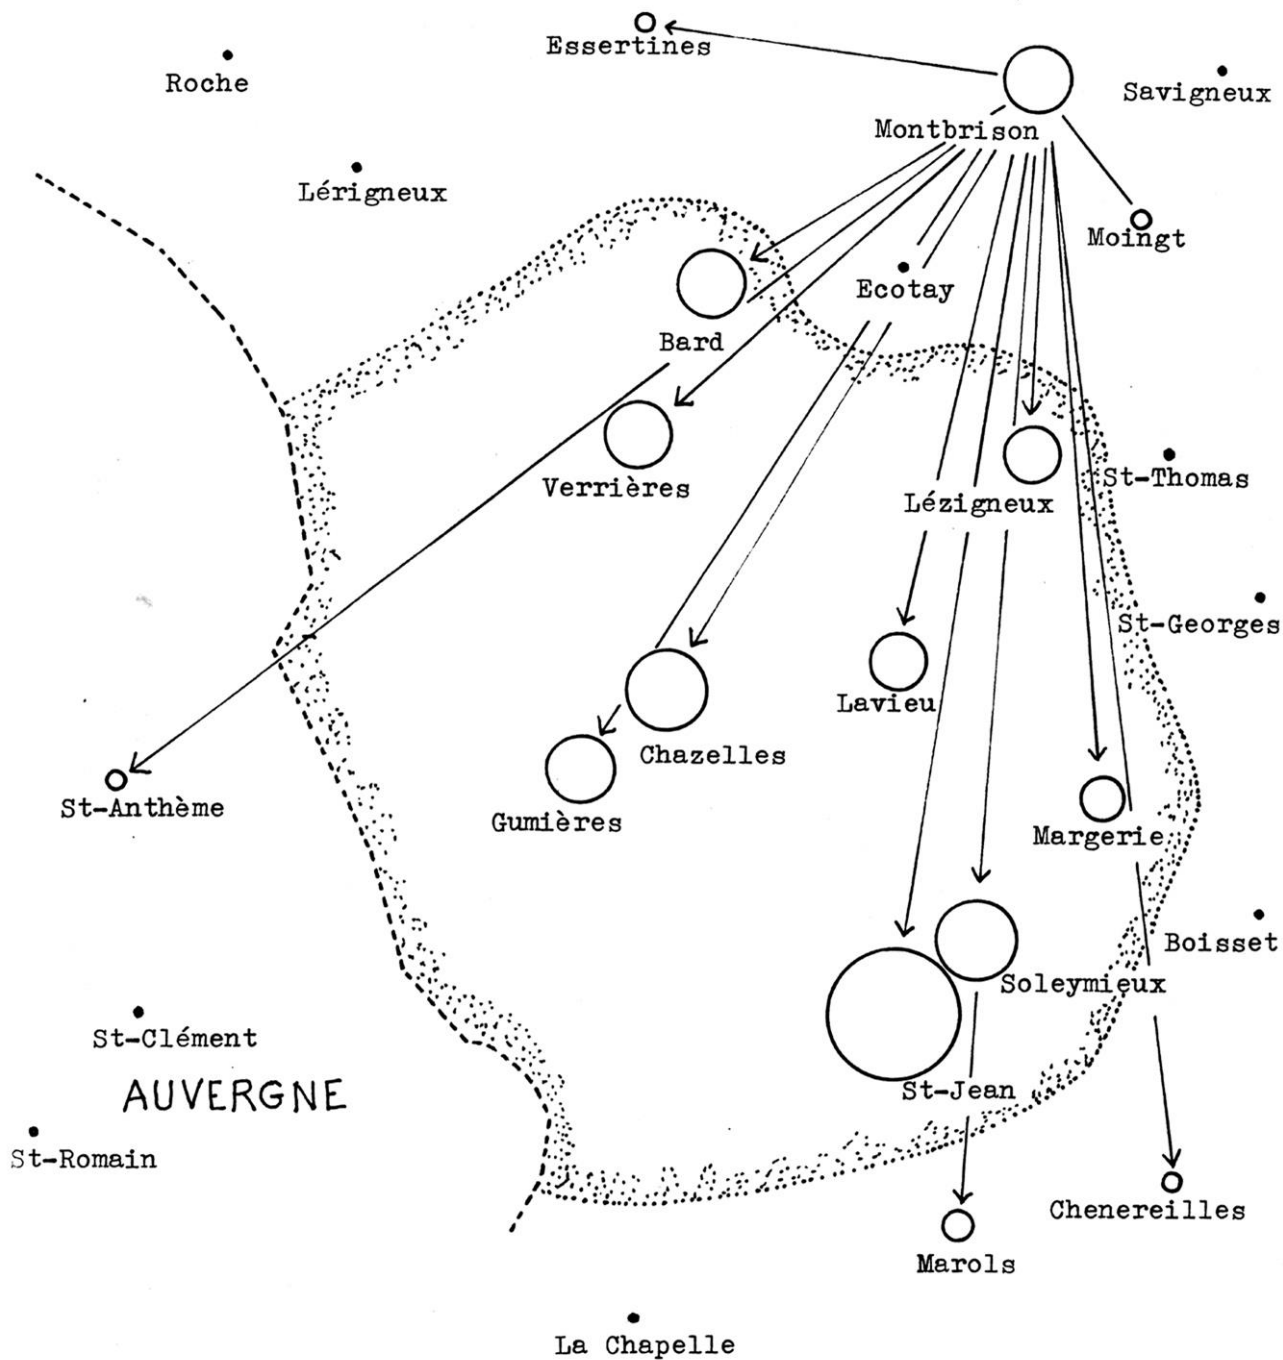 Essertines
Roche
Savigneux
Montbrison
Lérigneux
Moingt
Ecotay
Bard
St-Thomas
Verrières
Lézigneux
St-Georges
Lavieu
Chazelles
St-Anthème
Gumières
Margerie
Boisset
Soleymieux
St-Clément
St-Jean
AUVERGNE
St-Romain
Chenereilles
Marols
La Chapelle